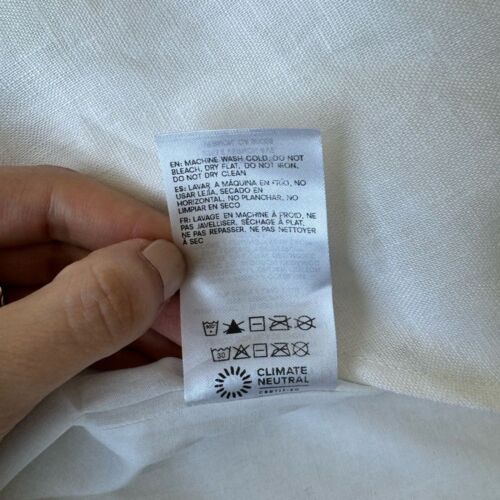 EN: MACHINE WASH COLD, DO NOT
BLEACH, DRY FLAT, DO NOT IRON,
DO NOT DRY CLEAN
ES: LAVAR A MÁQUINA EN FRÍO, NO
USAR LEJÍA, SECADO EN
HORIZONTAL, NO PLANCHAR, NO
LIMPIAR EN SECO
FR: LAVAGE EN MACHINE À FROID, NE
PAS JAVELLISER, SÉCHAGE À PLAT,
NE PAS REPASSER, NE PAS NETTOYER
À SEC
30
CLIMATE
NEUTRAL
CERTIFIED